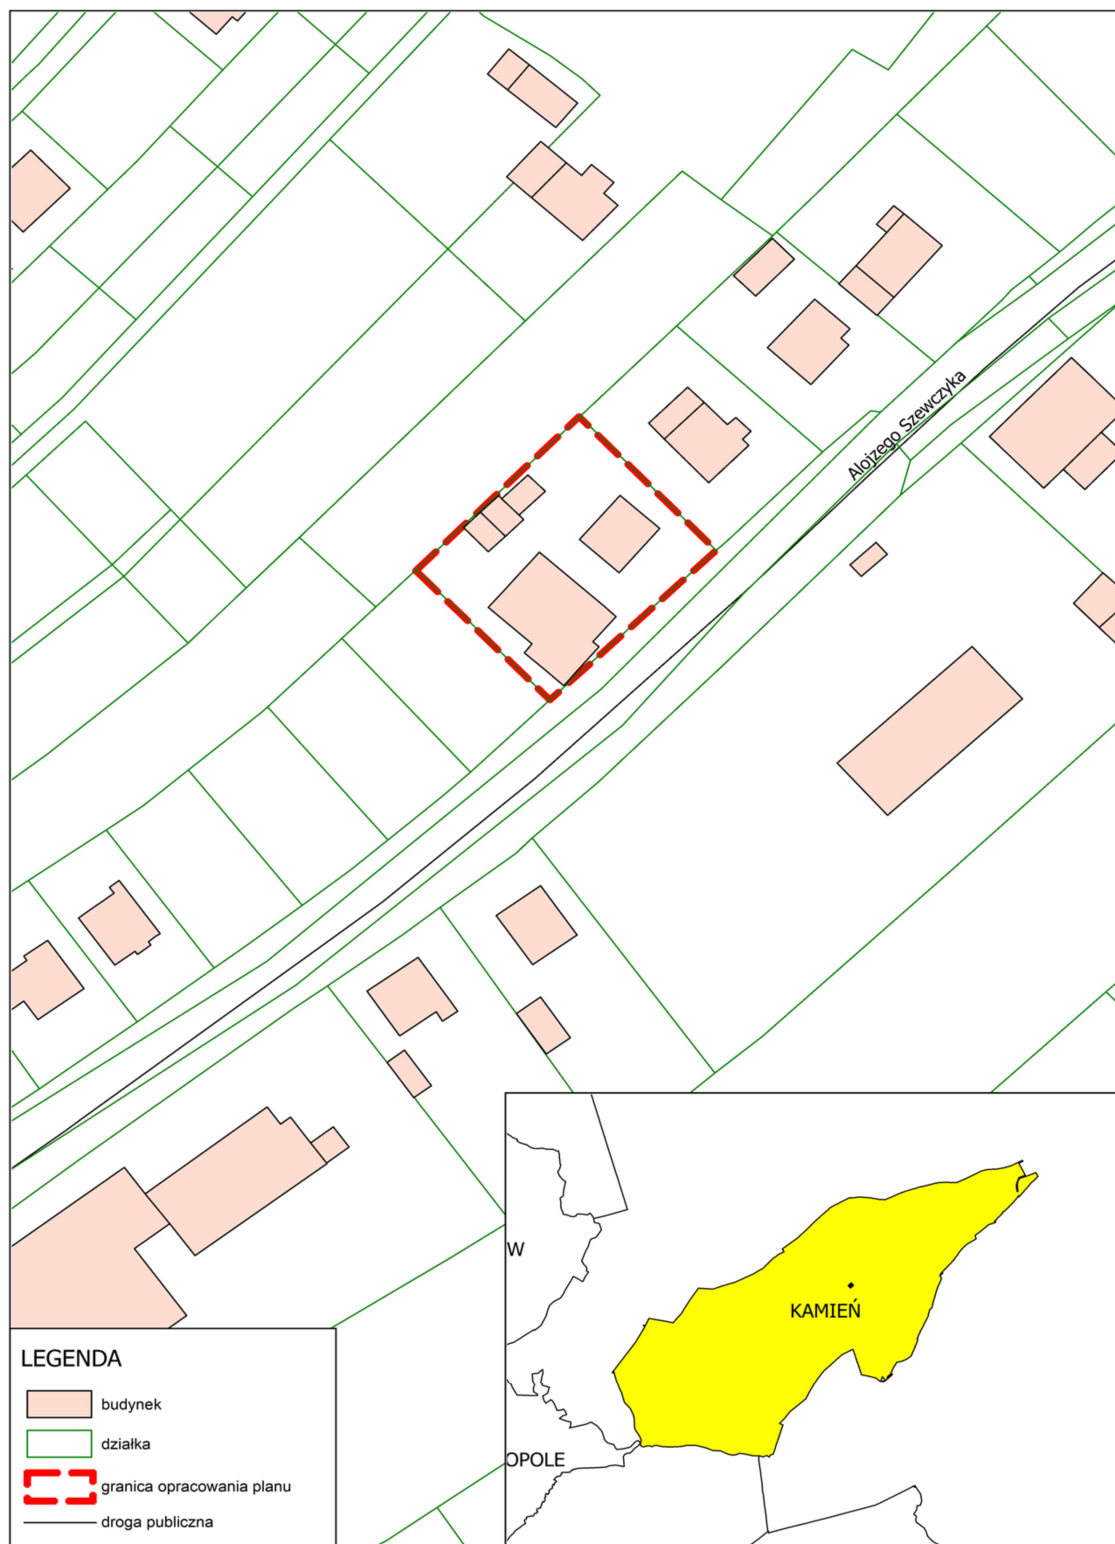 Alojzego Szewczyka
W
KAMIEŃ
OPOLE
LEGENDA
budynek
działka
granica opracowania planu
droga publiczna